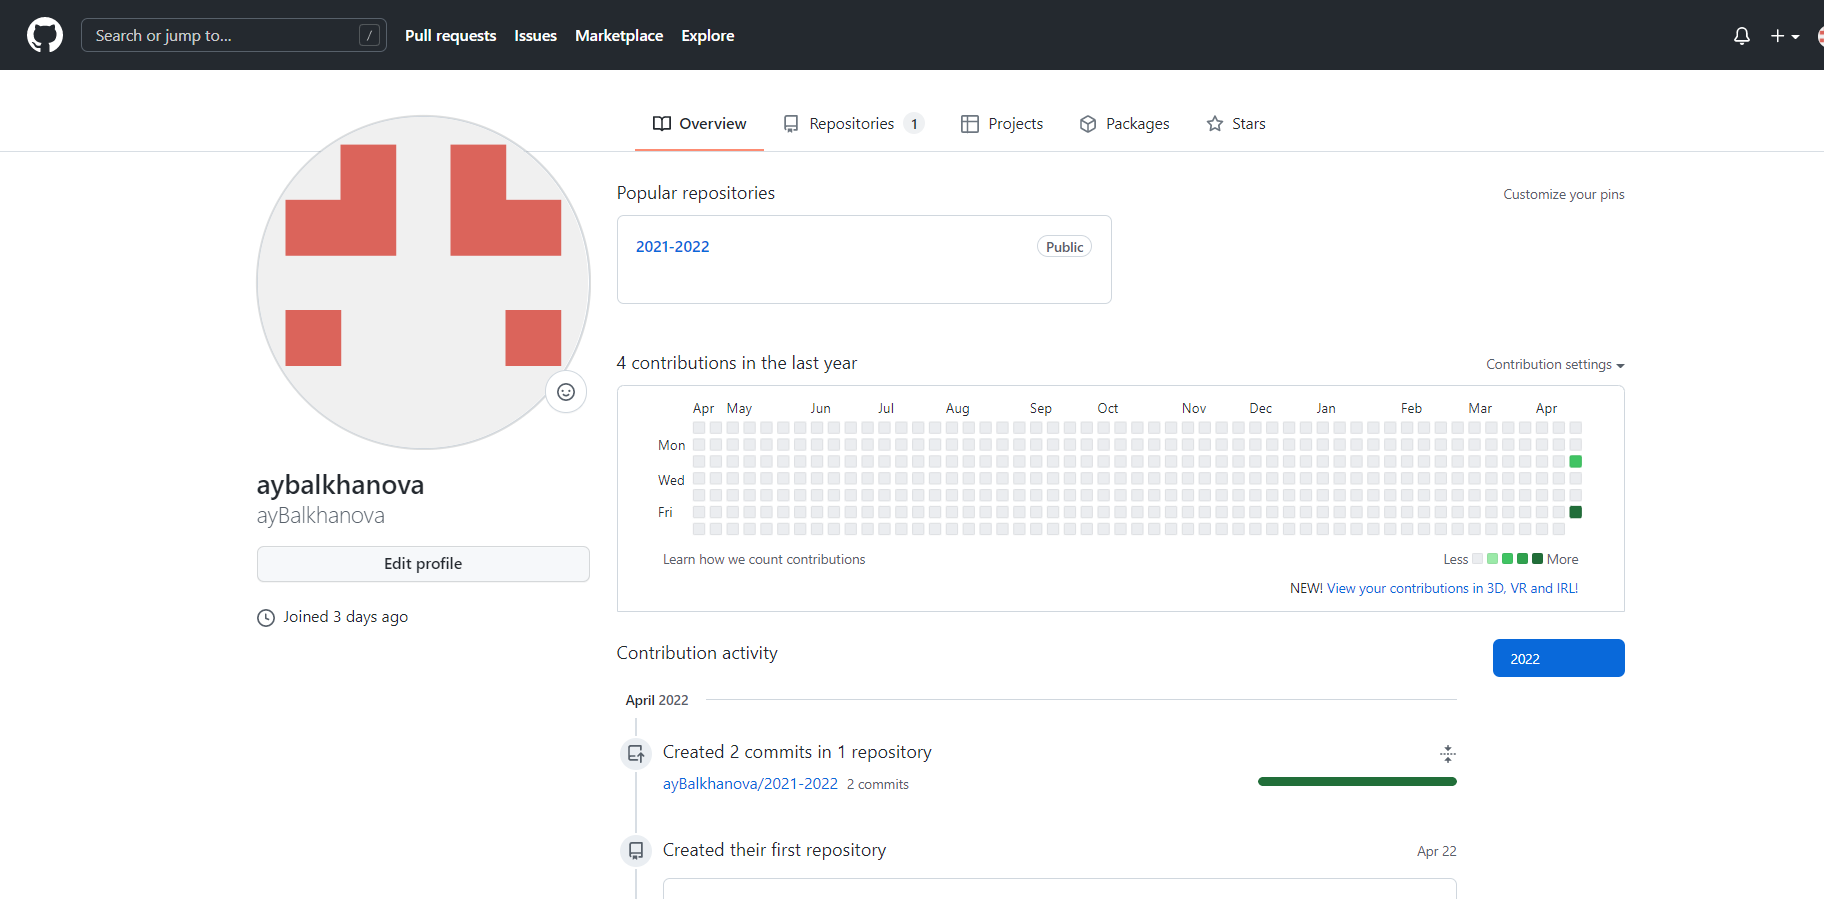 Search or jump to... / Pull requests Issues Marketplace Explore
Overview Repositories 1 Projects Packages Stars
Popular repositories Customize your pins
2021-2022 Public
4 contributions in the last year Contribution settings
Apr May Jun Jul Aug Sep Oct Nov Dec Jan Feb Mar Apr
Mon
Wed
Fri
Learn how we count contributions Less More
NEW! View your contributions in 3D, VR and IRL!
aybalkhanova
ayBalkhanova
Edit profile
Joined 3 days ago
Contribution activity 2022
April 2022
Created 2 commits in 1 repository
ayBalkhanova/2021-2022 2 commits
Created their first repository Apr 22